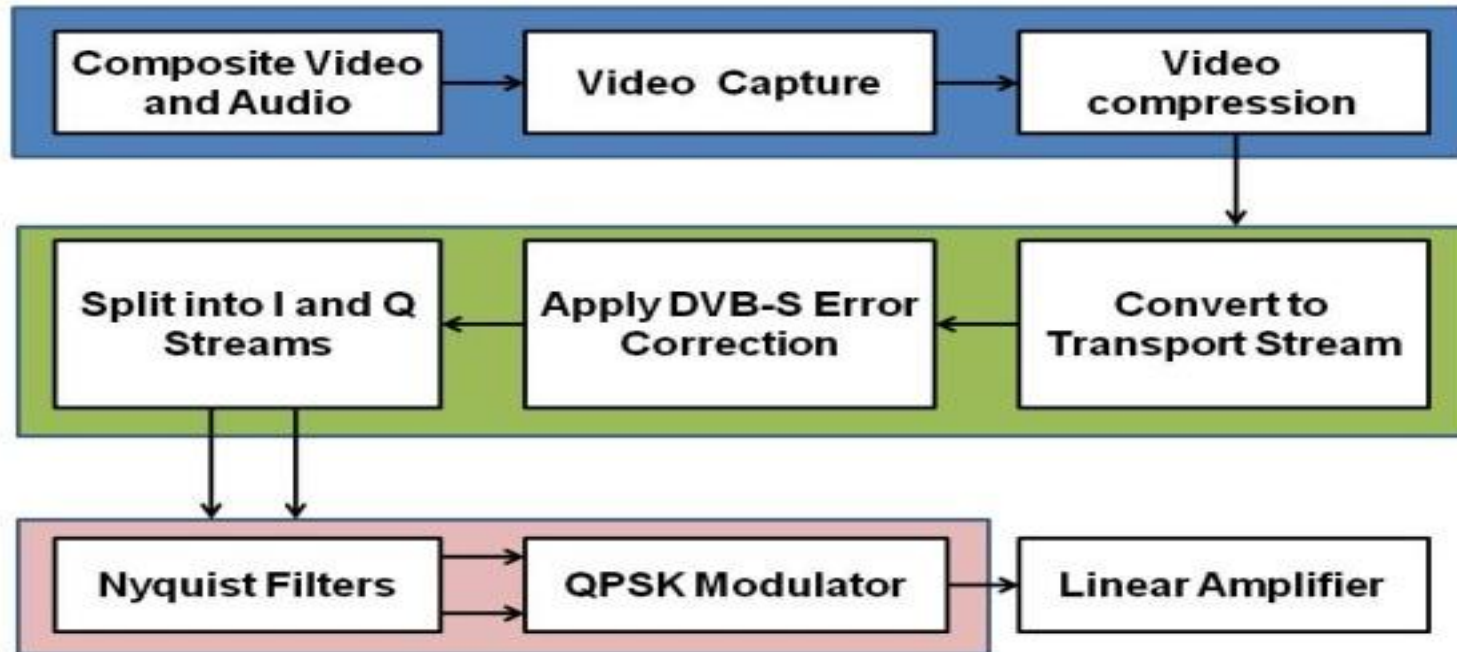 Composite Video
and Audio
Video Capture
Video
compression
Split into I and Q
Streams
Apply DVB-S Error
Correction
Convert to
Transport Stream
Nyquist Filters
QPSK Modulator
Linear Amplifier